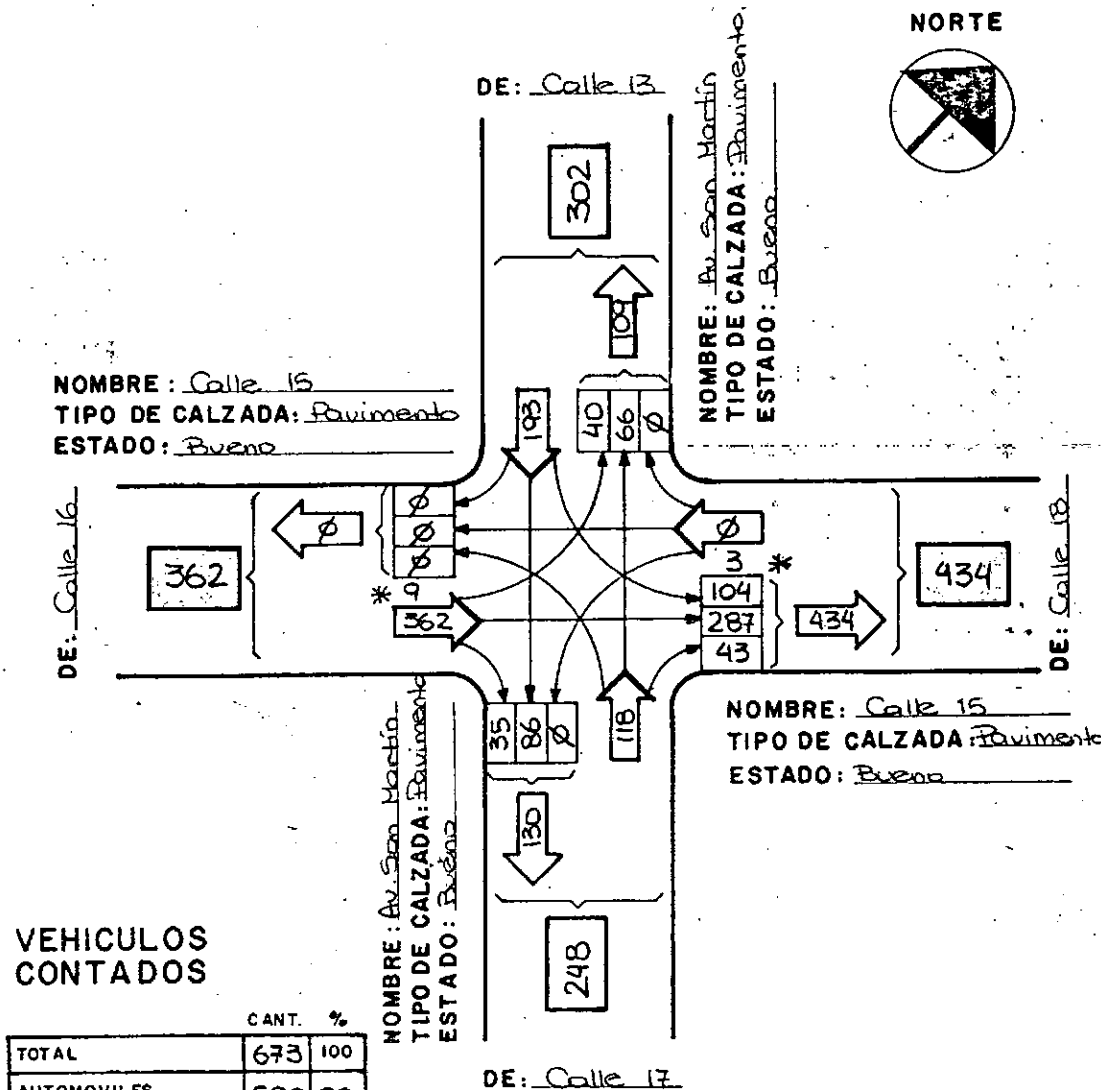 NORTE
DE: Calle 13
302
109
NOMBRE: Av. San Martín
TIPO DE CALZADA: Pavimento.
ESTADO: Bueno
NOMBRE: Calle 15
TIPO DE CALZADA: Pavimento
ESTADO: Bueno
193
40 66 Ø
DE: Calle 16
362
Ø
Ø
Ø
Ø
* 9
362
Ø
3 *
104
287
43
434
434
DE: Calle 18
35 86 Ø
118
130
248
NOMBRE: Av. San Martín
TIPO DE CALZADA: Pavimento
ESTADO: Bueno
NOMBRE: Calle 15
TIPO DE CALZADA: Pavimento
ESTADO: Bueno
VEHICULOS
CONTADOS
CANT. %
TOTAL 673 100
AUTOMOVILES
DE: Calle 17